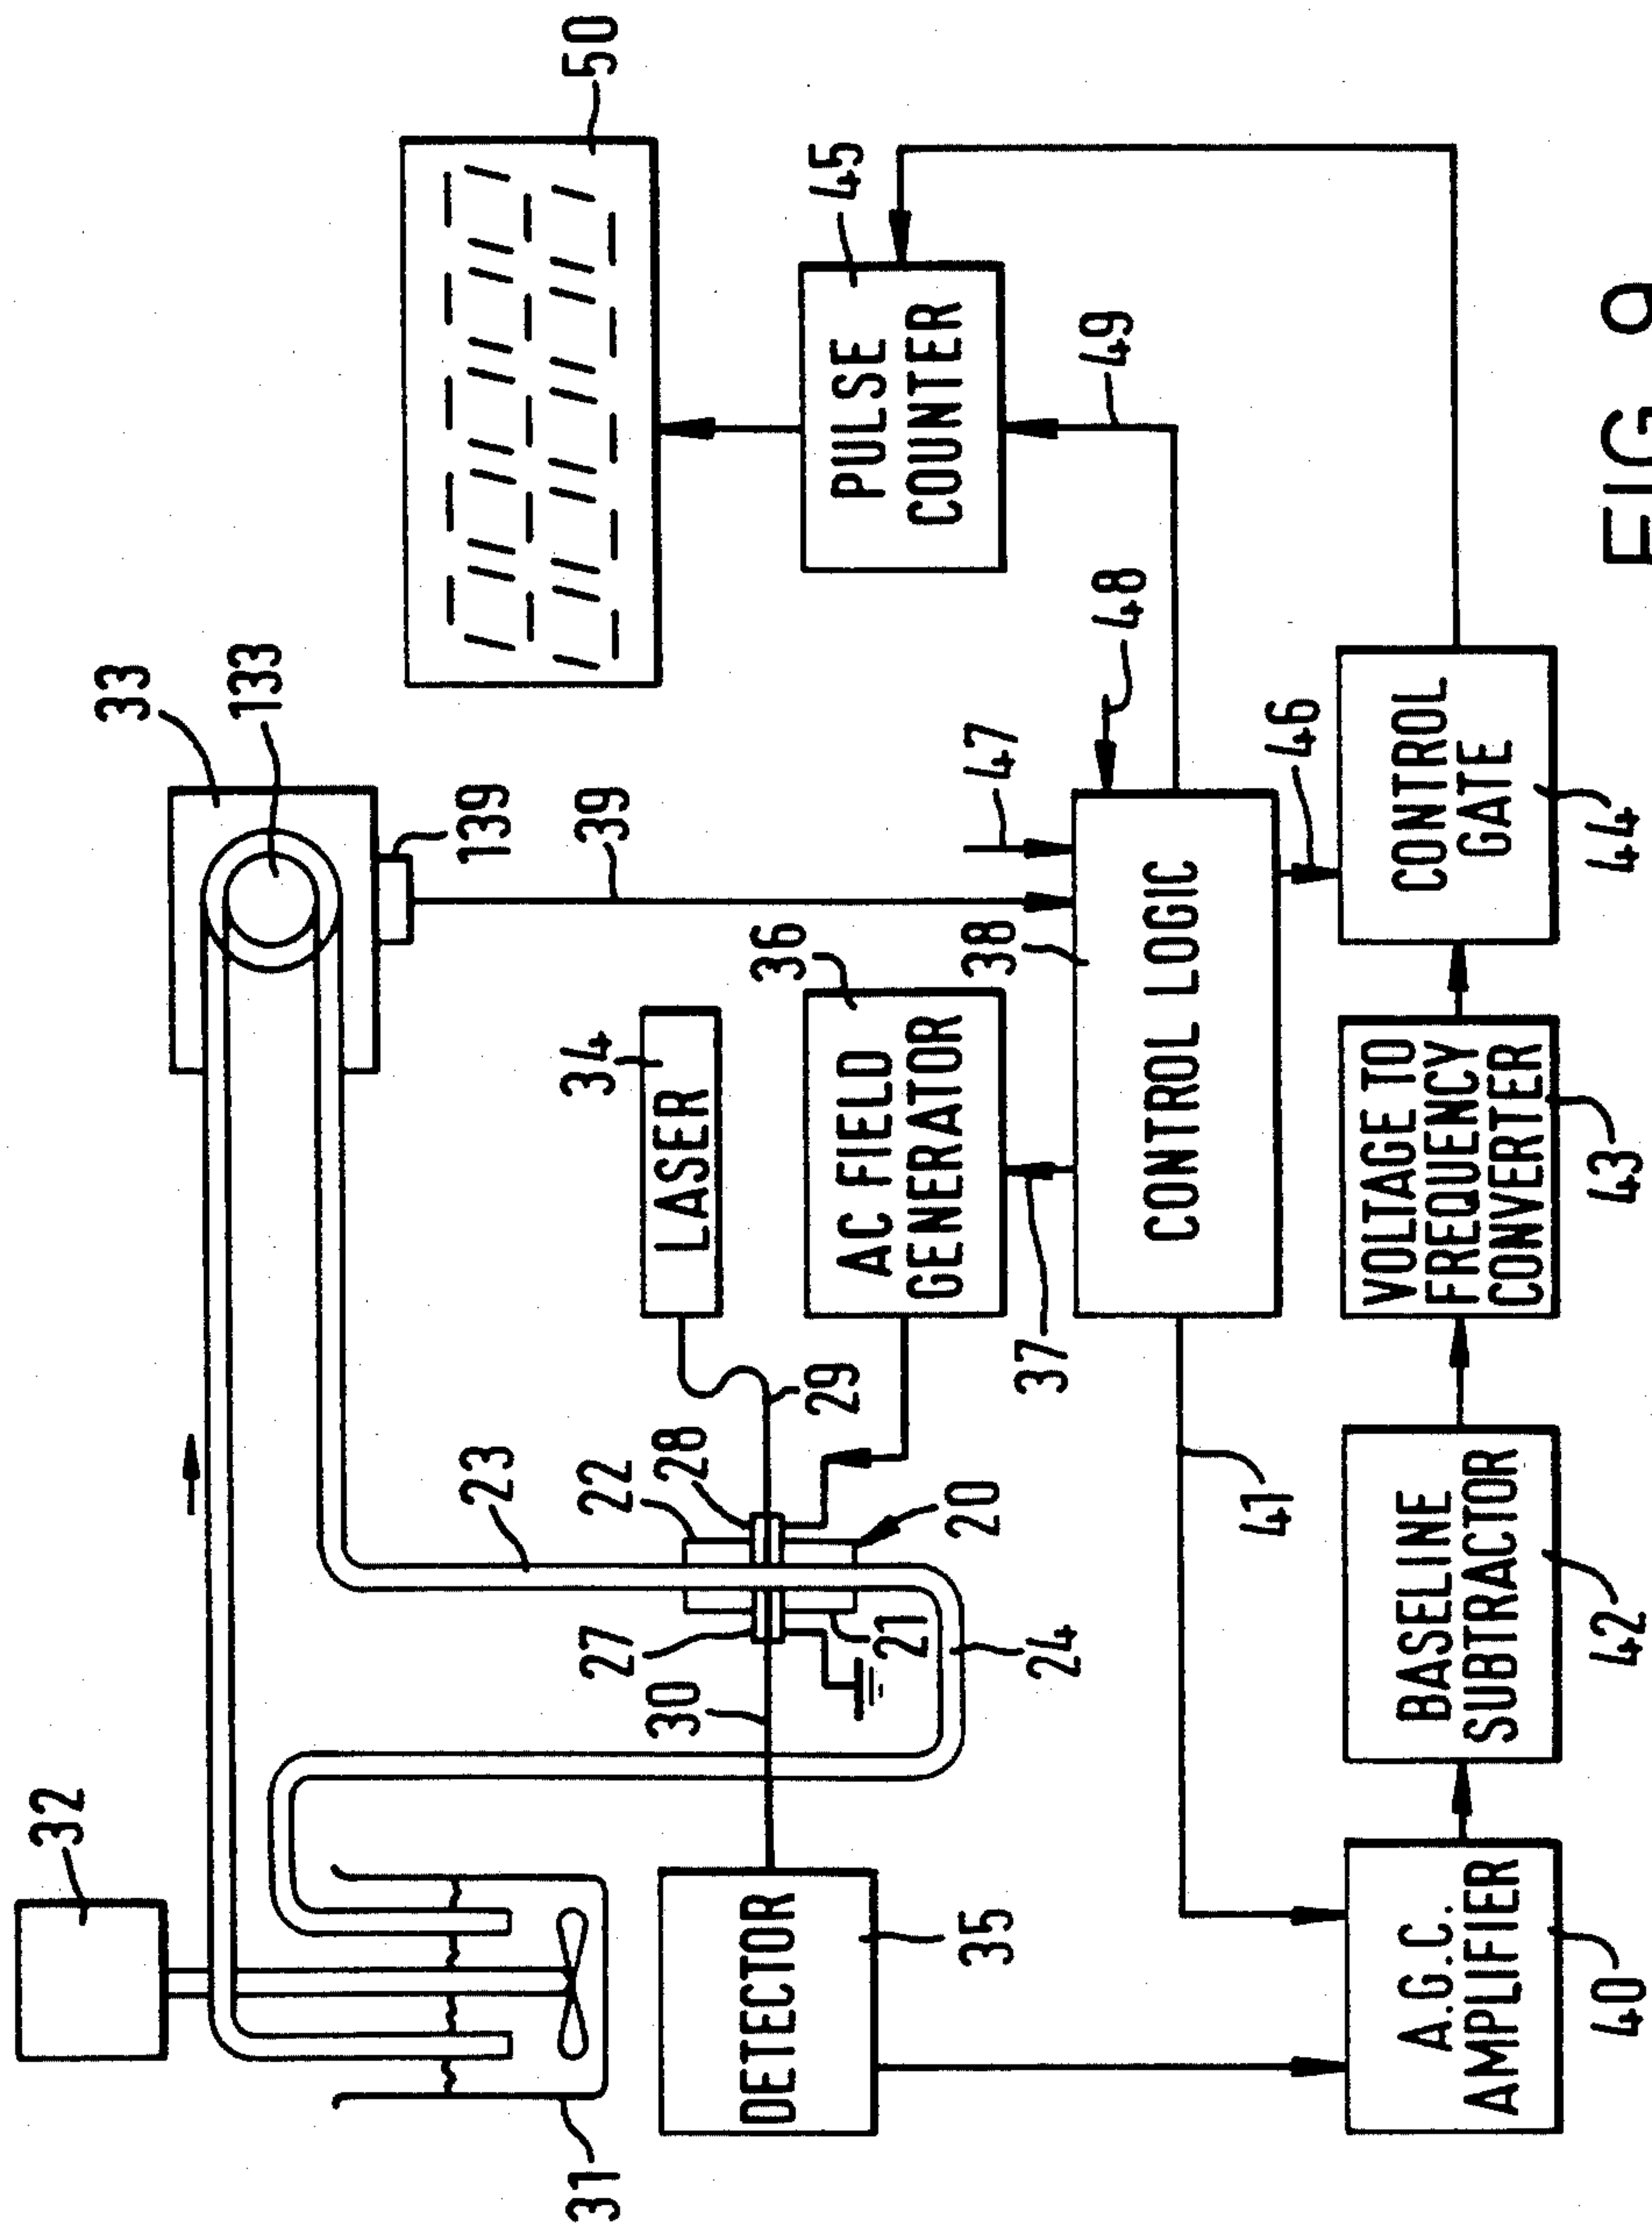 32
33
133
139
31
23
24
22
28
27
30
21
20
29
34
LASER
50
DETECTOR
35
36
AC FIELD
GENERATOR
37
39
47
48
38
CONTROL LOGIC
41
45
PULSE
COUNTER
49
46
A.G.C.
AMPLIFIER
40
BASELINE
SUBTRACTOR
42
VOLTAGE TO
FREQUENCY
CONVERTER
43
CONTROL
GATE
44
FIG